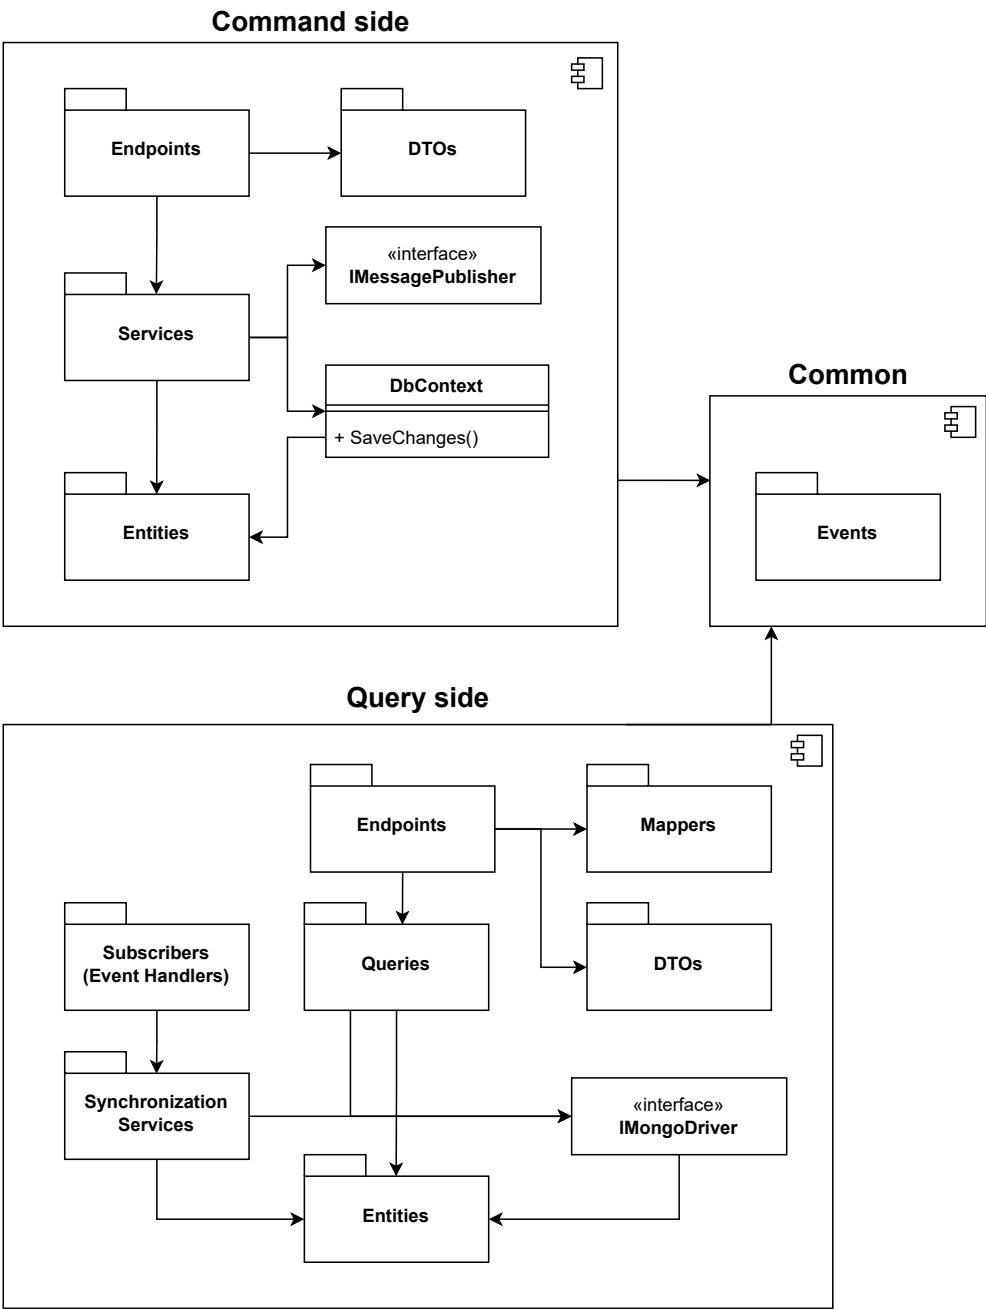 Command side
Endpoints
DTOs
«interface»
IMessagePublisher
Services
DbContext
+ SaveChanges()
Entities
Common
Events
Query side
Endpoints
Mappers
Subscribers
(Event Handlers)
Queries
DTOs
Synchronization
Services
«interface»
IMongoDriver
Entities